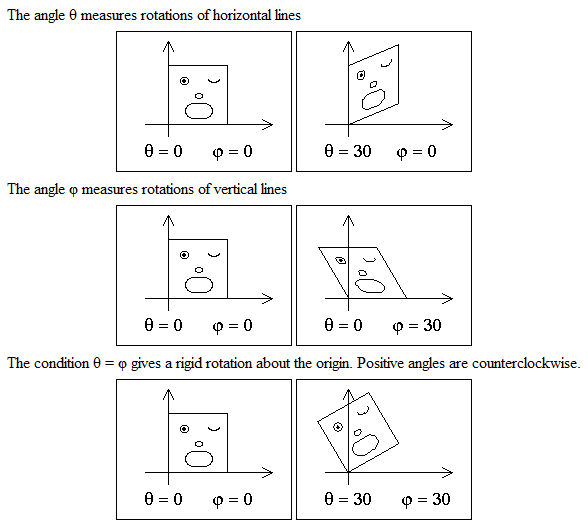 The angle θ measures rotations of horizontal lines
θ = 0 φ = 0 θ = 30 φ = 0
The angle φ measures rotations of vertical lines
θ = 0 φ = 0 θ = 0 φ = 30
The condition θ = φ gives a rigid rotation about the origin. Positive angles are counterclockwise.
θ = 0 φ = 0 θ = 30 φ = 30